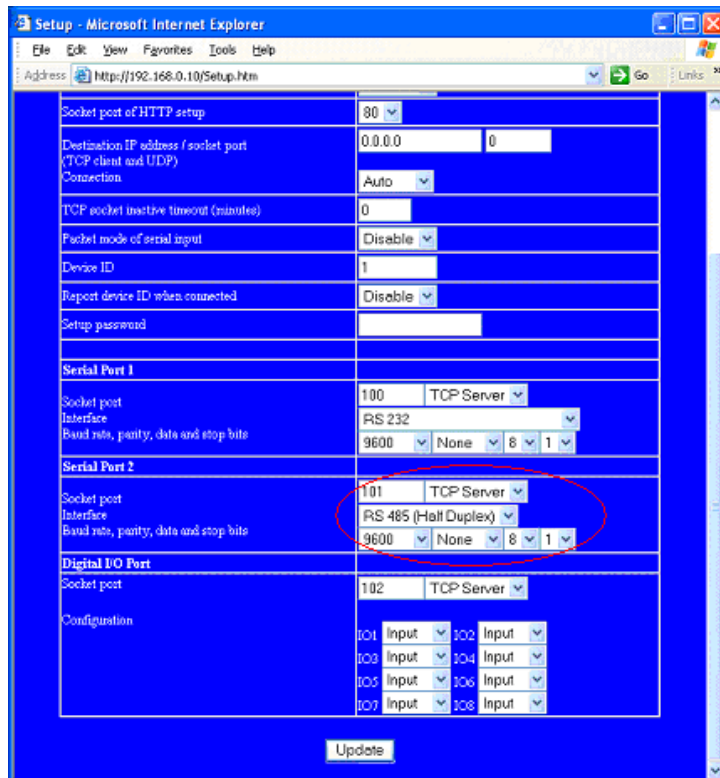 Setup - Microsoft Internet Explorer
File Edit View Favorites Tools Help
Address http://192.168.0.10/Setup.htm Go Links »
Socket port of HTTP setup 80
Destination IP address / socket port 0.0.0.0 0
(TCP client and UDP)
Connection Auto
TCP socket inactive timeout (minutes) 0
Packet mode of serial input Disable
Device ID 1
Report device ID when connected Disable
Setup password
Serial Port 1
Socket port 100 TCP Server
Interface RS 232
Baud rate, parity, data and stop bits 9600 None 8 1
Serial Port 2
Socket port 101 TCP Server
Interface RS 485 (Half Duplex)
Baud rate, parity, data and stop bits 9600 None 8 1
Digital I/O Port
Socket port 102 TCP Server
Configuration
IO1 Input IO2 Input
IO3 Input IO4 Input
IO5 Input IO6 Input
IO7 Input IO8 Input
Update